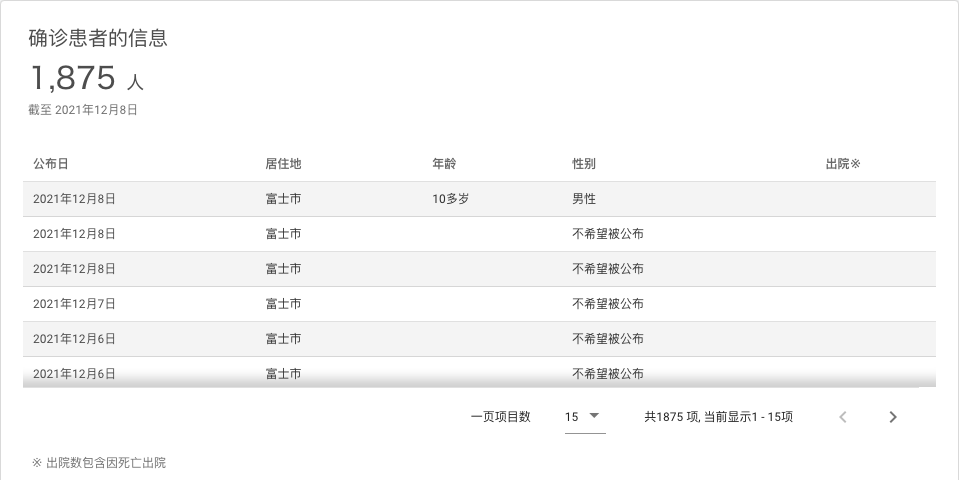 确诊患者的信息
1,875 人
截至 2021年12月8日
公布日 居住地 年龄 性别 出院※
2021年12月8日 富士市 10多岁 男性
2021年12月8日 富士市 不希望被公布
2021年12月8日 富士市 不希望被公布
2021年12月7日 富士市 不希望被公布
2021年12月6日 富士市 不希望被公布
2021年12月6日 富士市 不希望被公布
一页项目数 15 共1875 项, 当前显示1 - 15项
※ 出院数包含因死亡出院